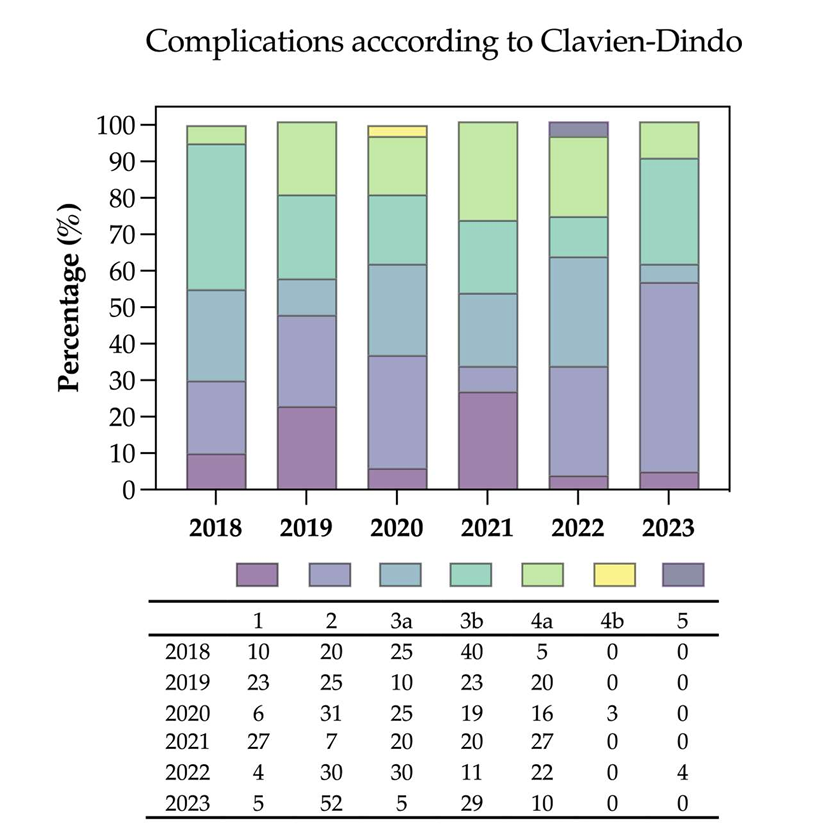 Complications acccording to Clavien-Dindo
Percentage (%)
100
90
80
70
60
50
40
30
20
10
0
2018 2019 2020 2021 2022 2023
1 2 3a 3b 4a 4b 5
2018 10 20 25 40 5 0 0
2019 23 25 10 23 20 0 0
2020 6 31 25 19 16 3 0
2021 27 7 20 20 27 0 0
2022 4 30 30 11 22 0 4
2023 5 52 5 29 10 0 0